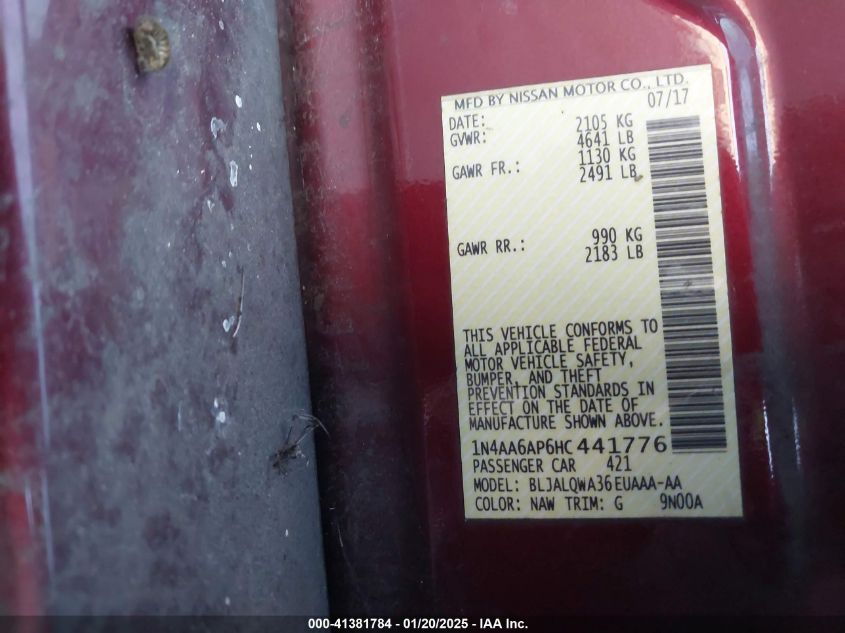 MFD BY NISSAN MOTOR CO., LTD.
07/17
DATE:
GVWR: 2105 KG
4641 LB
GAWR FR.: 1130 KG
2491 LB
GAWR RR.: 990 KG
2183 LB
THIS VEHICLE CONFORMS TO
ALL APPLICABLE FEDERAL
MOTOR VEHICLE SAFETY,
BUMPER, AND THEFT
PREVENTION STANDARDS IN
EFFECT ON THE DATE OF
MANUFACTURE SHOWN ABOVE.
1N4AA6AP6HC441776
PASSENGER CAR 421
MODEL: BLJALQWA36EUAAA-AA
COLOR: NAW TRIM: G 9N00A
000-41381784 - 01/20/2025 - IAA Inc.